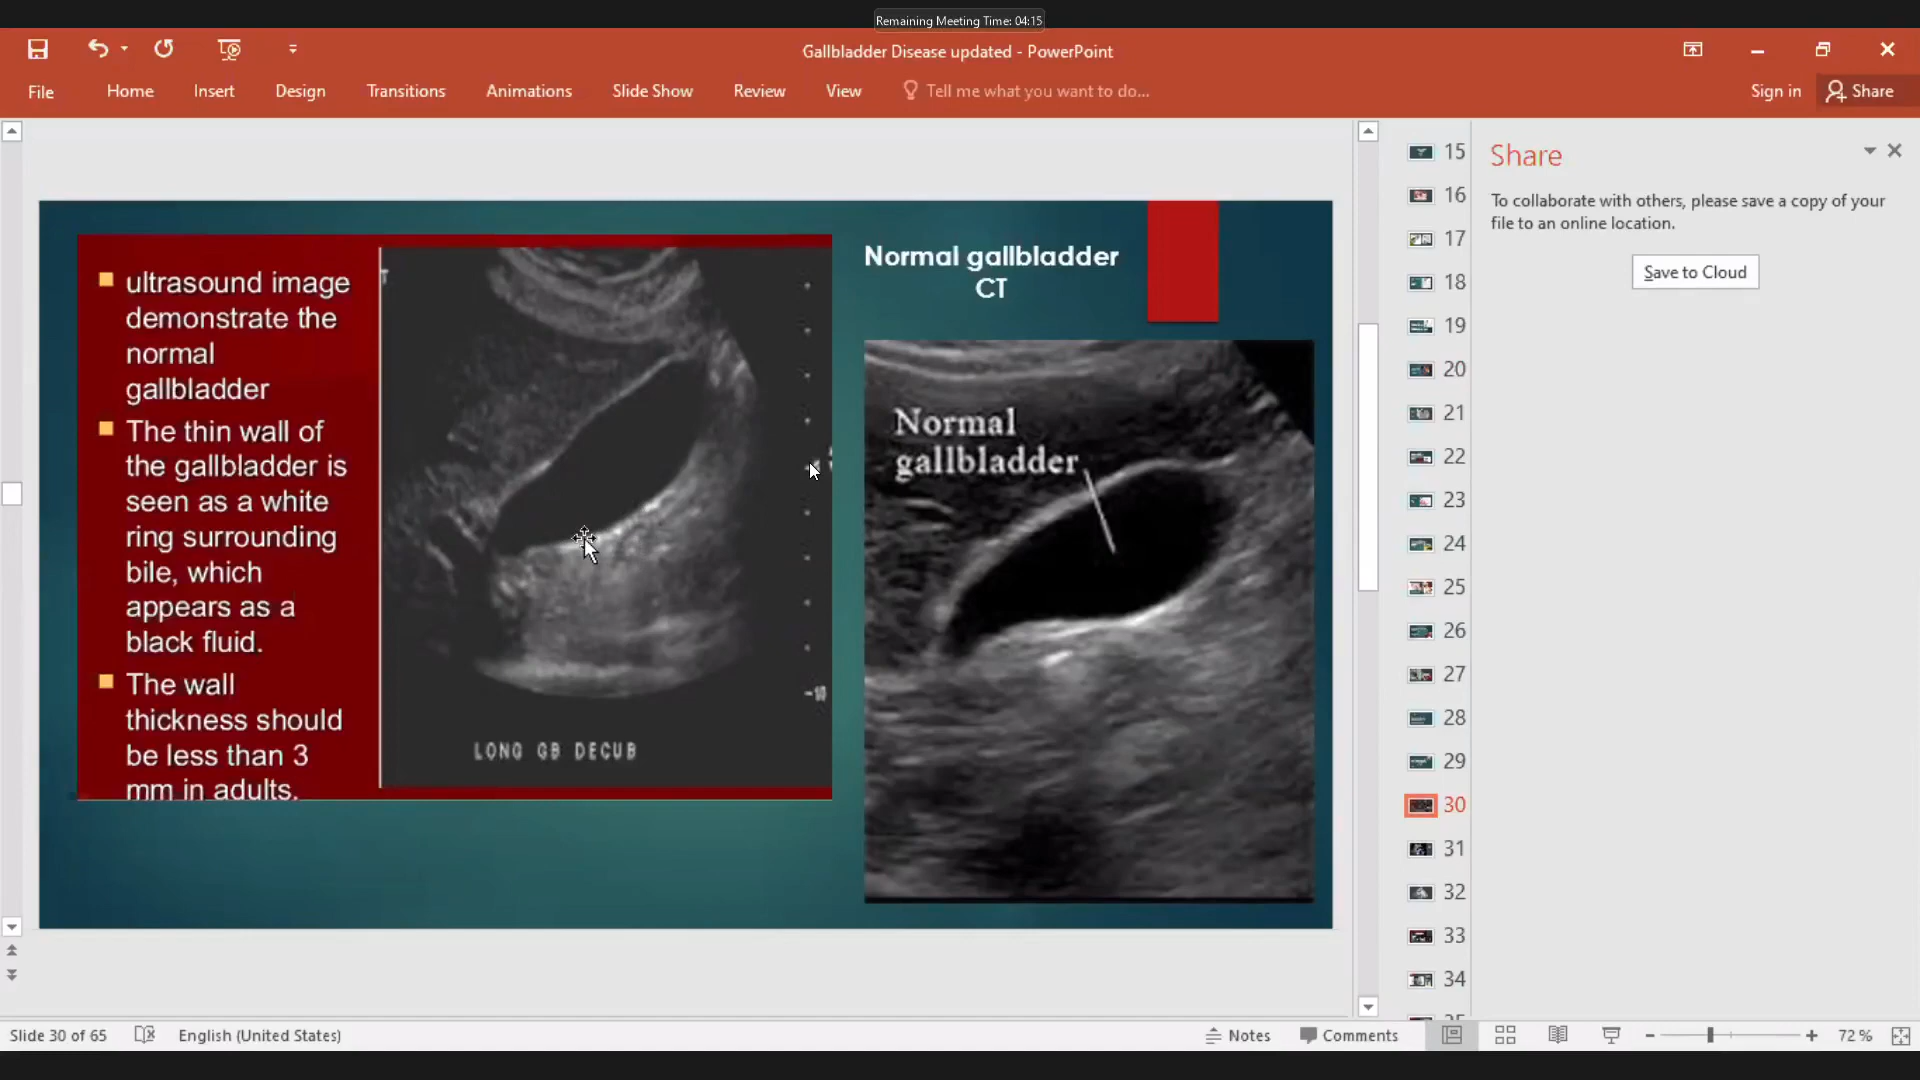 Remaining Meeting Time: 04:15
Gallbladder Disease updated - PowerPoint
File Home Insert Design Transitions Animations Slide Show Review View Tell me what you want to do...
Sign in Share
ultrasound image
demonstrate the
normal
gallbladder
The thin wall of
the gallbladder is
seen as a white
ring surrounding
bile, which
appears as a
black fluid.
The wall
thickness should
be less than 3
mm in adults.
LONG GB DECUB
-10
Normal gallbladder
CT
Normal
gallbladder
15
16
17
18
19
20
21
22
23
24
25
26
27
28
29
30
31
32
33
34
Share
To collaborate with others, please save a copy of your
file to an online location.
Save to Cloud
Slide 30 of 65 English (United States) Notes Comments 72 %